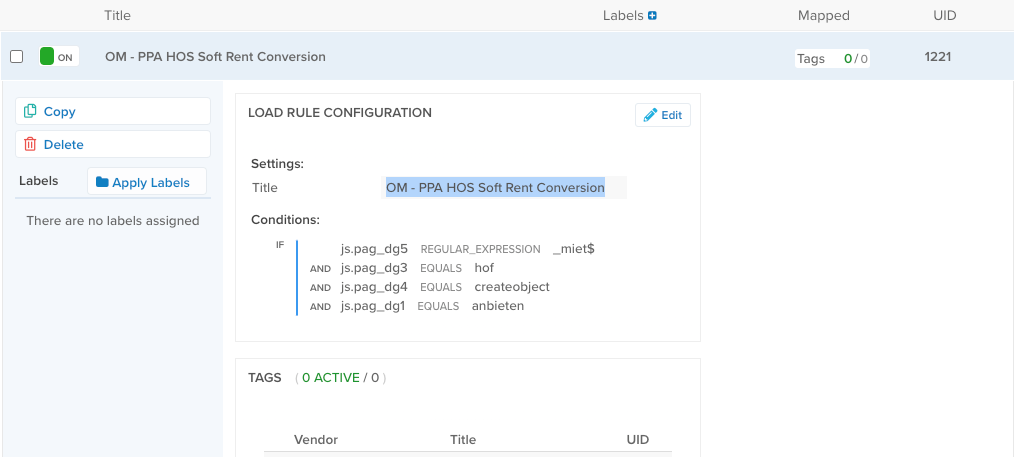 Title Labels Mapped UID
ON OM - PPA HOS Soft Rent Conversion Tags 0/0 1221
Copy
Delete
Labels Apply Labels
There are no labels assigned
LOAD RULE CONFIGURATION Edit
Settings:
Title OM - PPA HOS Soft Rent Conversion
Conditions:
IF js.pag_dg5 REGULAR_EXPRESSION _miet$
AND js.pag_dg3 EQUALS hof
AND js.pag_dg4 EQUALS createobject
AND js.pag_dg1 EQUALS anbieten
TAGS ( 0 ACTIVE / 0 )
Vendor Title UID